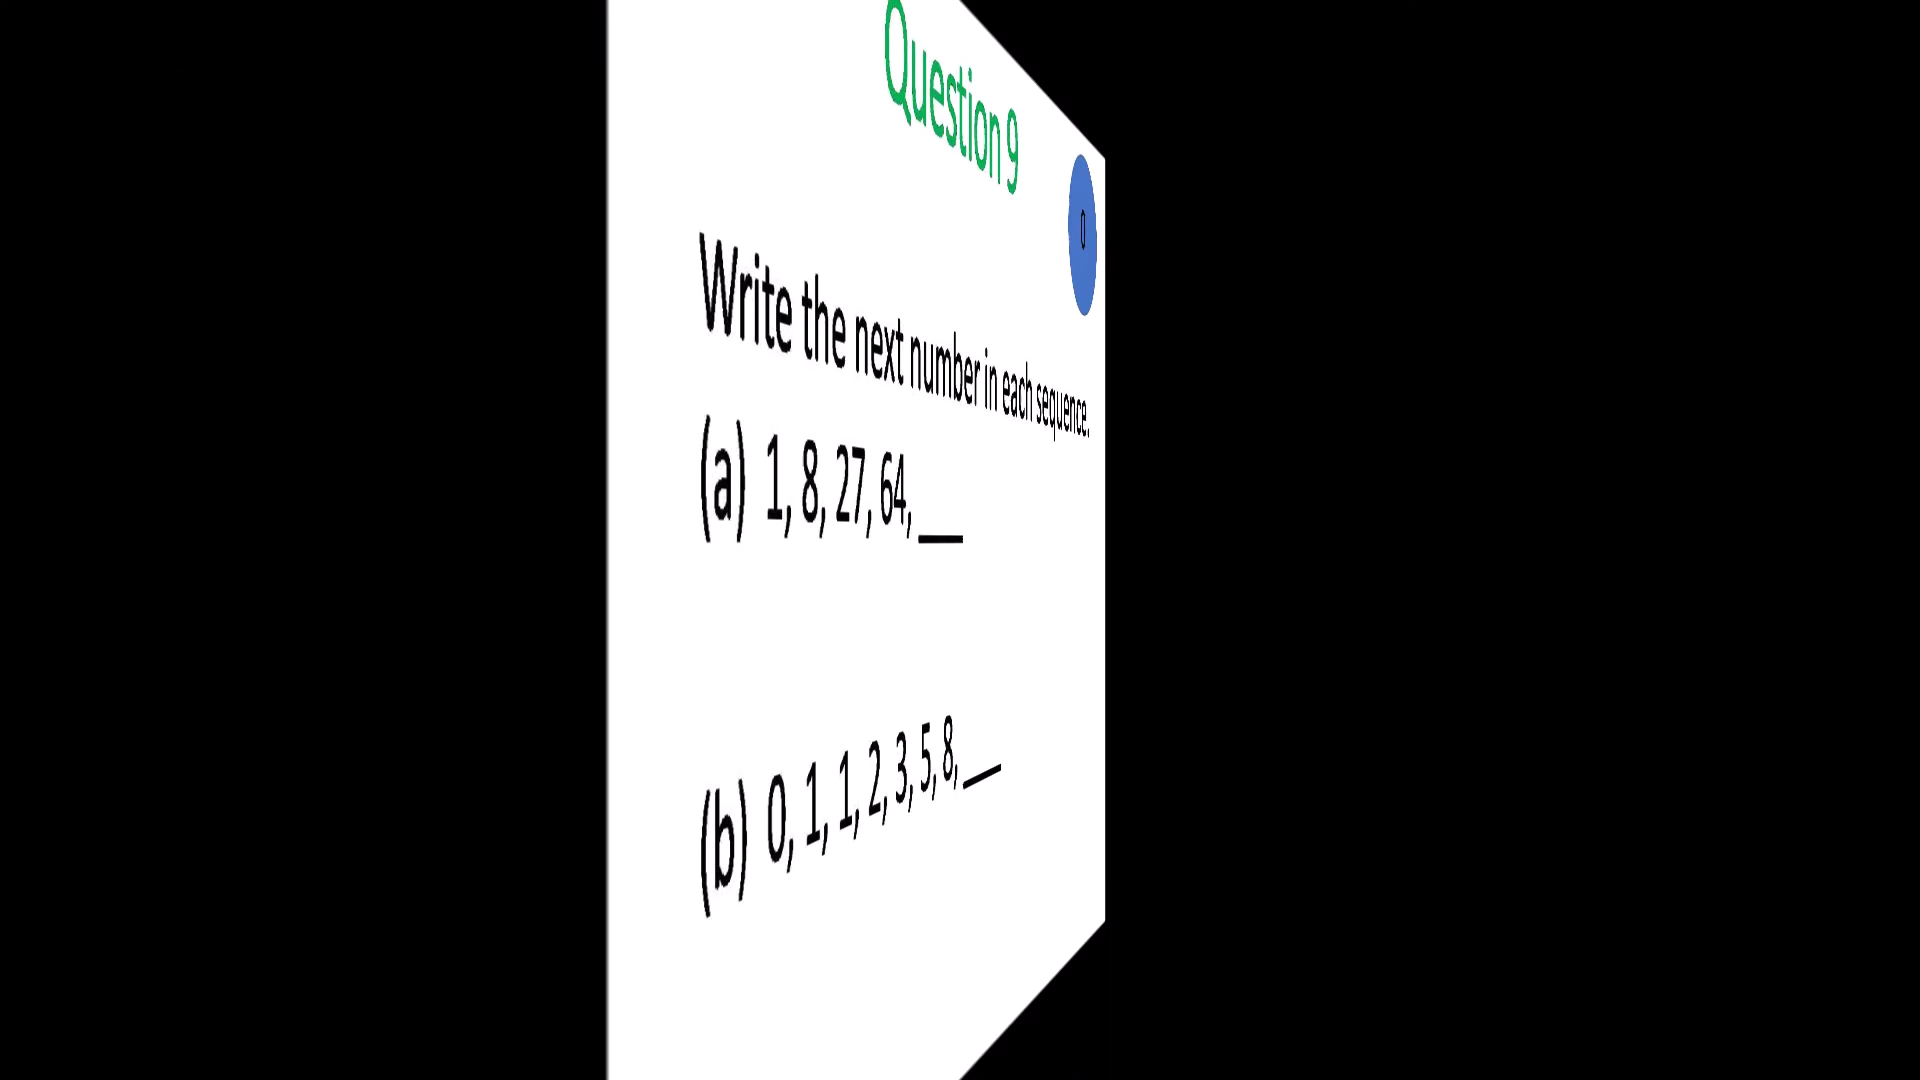 Question 9
0
Write the next number in each sequence.
(a) 1, 8, 27, 64, __
(b) 0, 1, 1, 2, 3, 5, 8, __